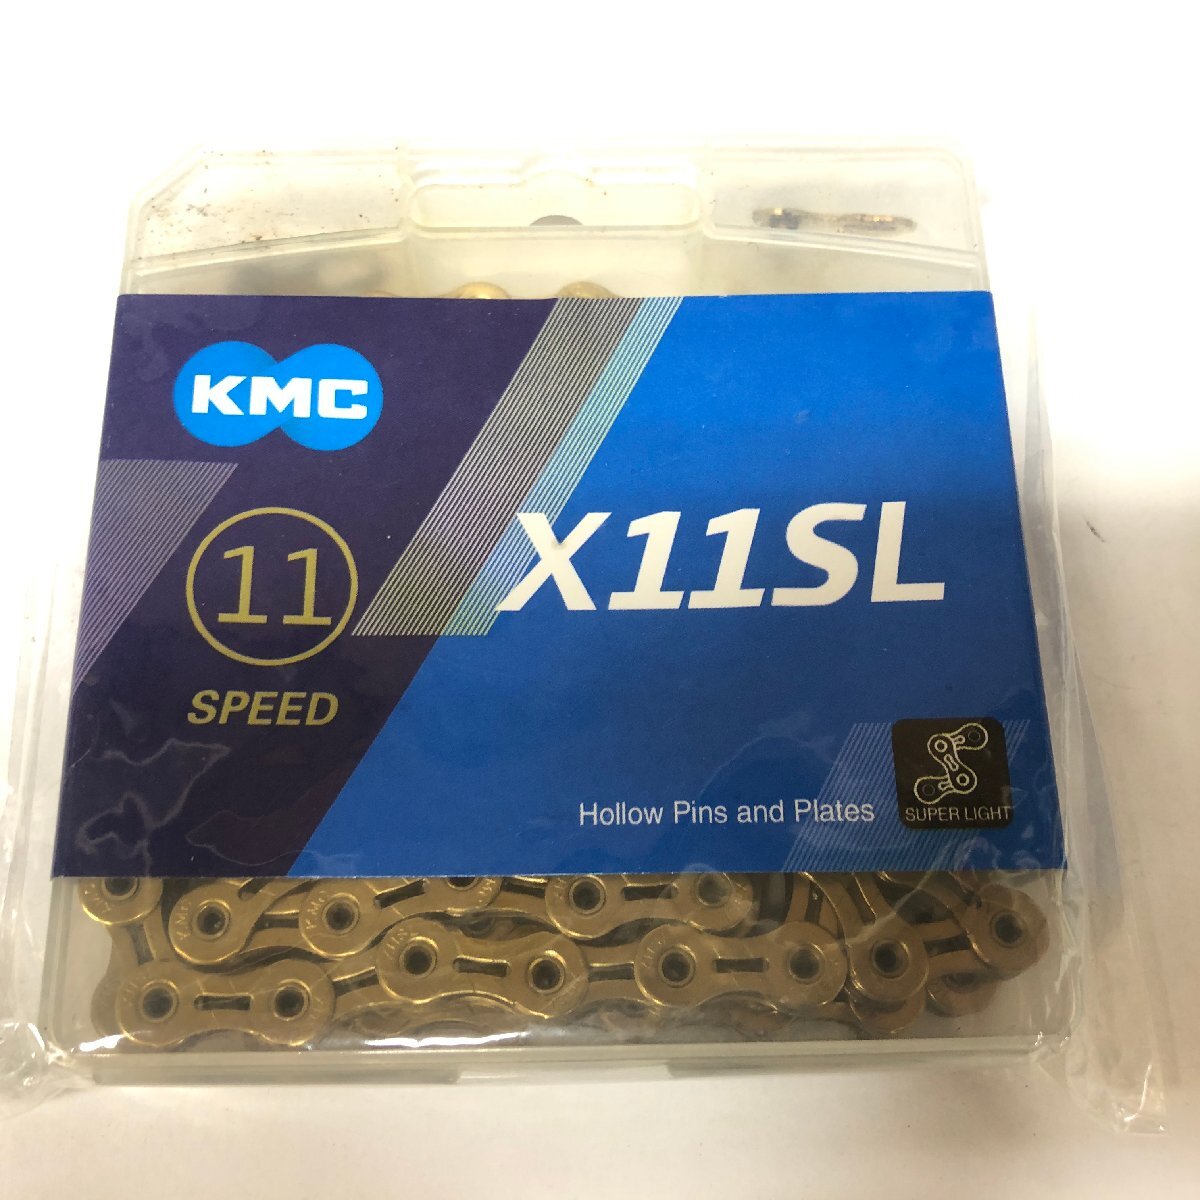 KMC
11
SPEED
X11SL
Hollow Pins and Plates
SUPER LIGHT